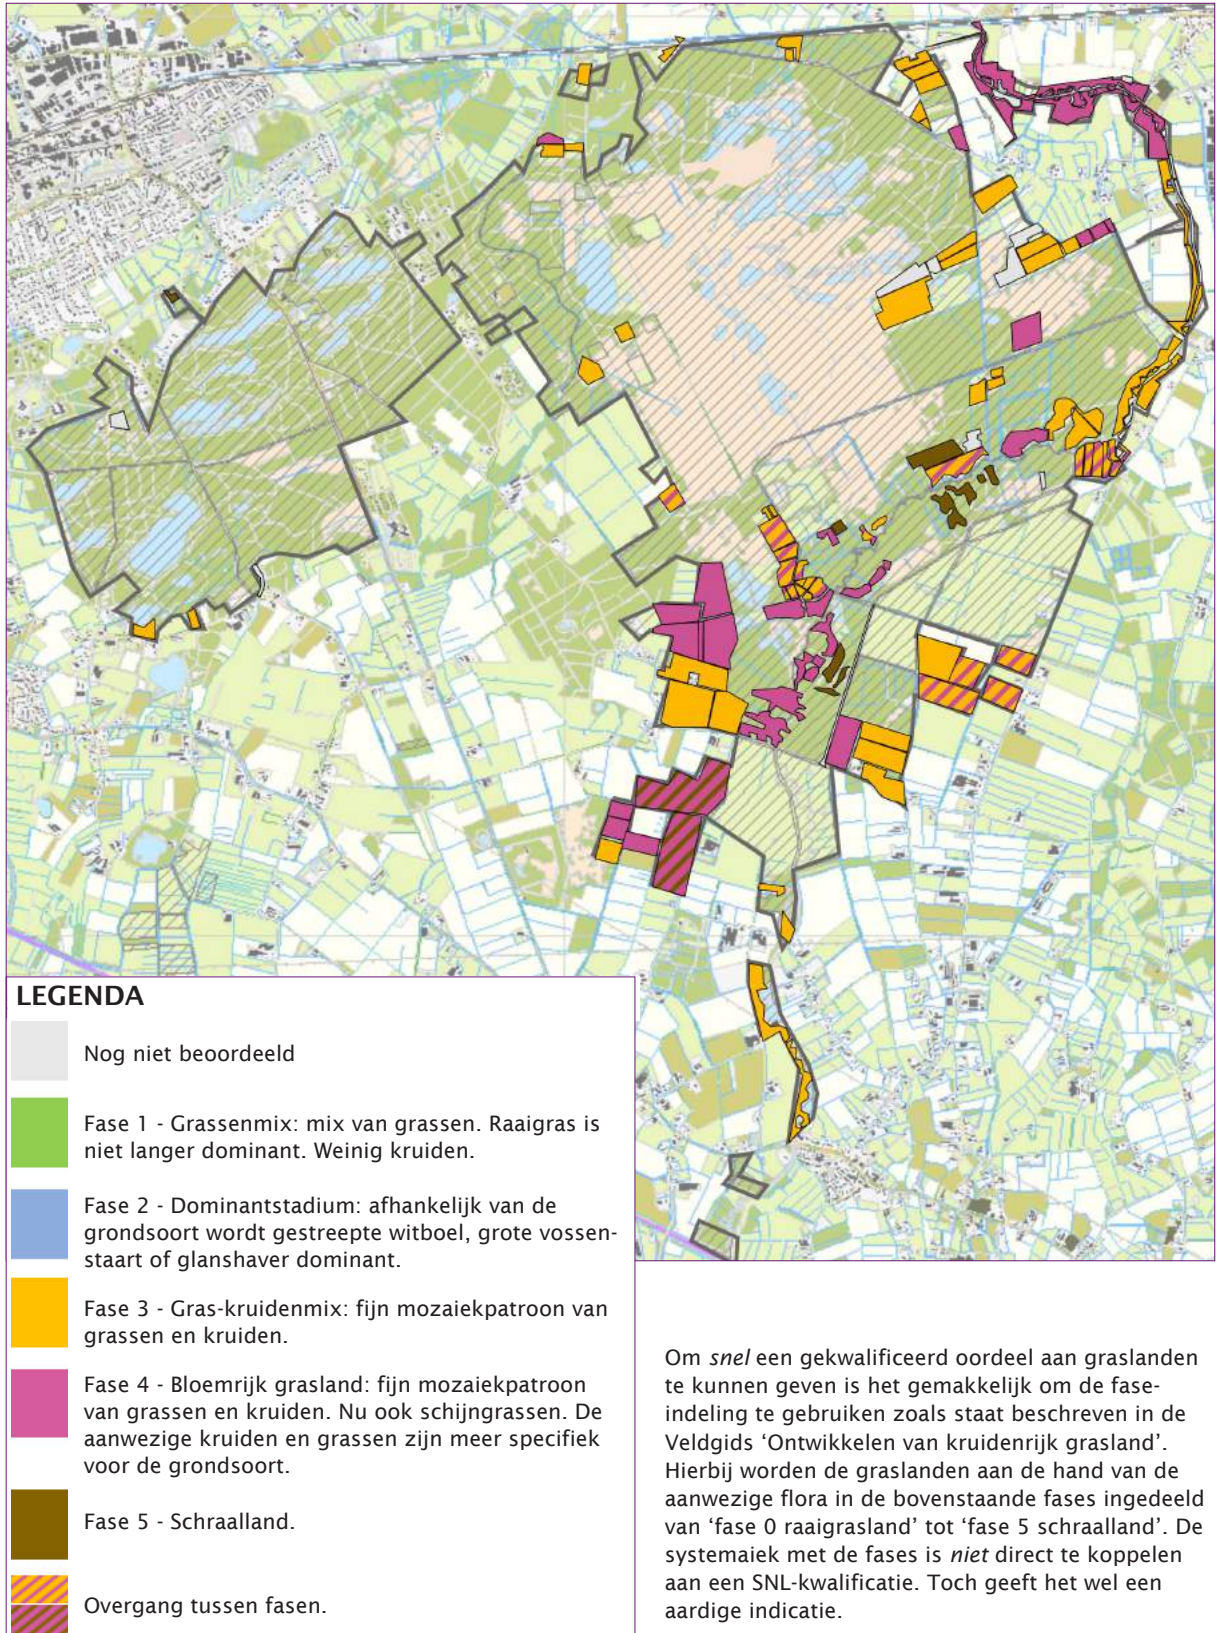 LEGENDA
Nog niet beoordeeld
Fase 1 - Grassenmix: mix van grassen. Raaigras is
niet langer dominant. Weinig kruiden.
Fase 2 - Dominantstadium: afhankelijk van de
grondsoort wordt gestreepte witboel, grote vossen-
staart of glanshaver dominant.
Fase 3 - Gras-kruidenmix: fijn mozaiekpatroon van
grassen en kruiden.
Fase 4 - Bloemrijk grasland: fijn mozaiekpatroon
van grassen en kruiden. Nu ook schijngrassen. De
aanwezige kruiden en grassen zijn meer specifiek
voor de grondsoort.
Fase 5 - Schraalland.
Overgang tussen fasen.
Om snel een gekwalificeerd oordeel aan graslanden
te kunnen geven is het gemakkelijk om de fase-
indeling te gebruiken zoals staat beschreven in de
Veldgids ‘Ontwikkelen van kruidenrijk grasland’.
Hierbij worden de graslanden aan de hand van de
aanwezige flora in de bovenstaande fases ingedeeld
van ‘fase 0 raaigrasland’ tot ‘fase 5 schraalland’. De
systemaiek met de fases is niet direct te koppelen
aan een SNL-kwalificatie. Toch geeft het wel een
aardige indicatie.